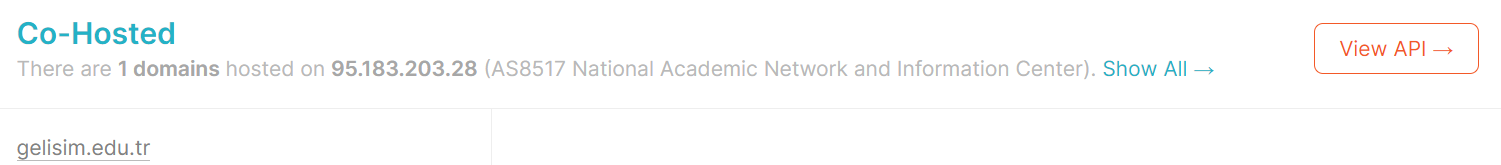 Co-Hosted
There are 1 domains hosted on 95.183.203.28 (AS8517 National Academic Network and Information Center). Show All →
View API →
gelisim.edu.tr